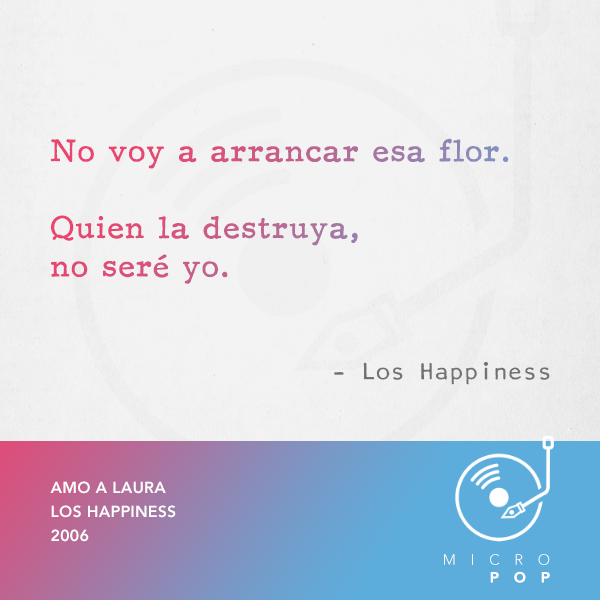 No voy a arrancar esa flor.
Quien la destruya,
no seré yo.
– Los Happiness
AMO A LAURA
LOS HAPPINESS
2006
MICRO
POP